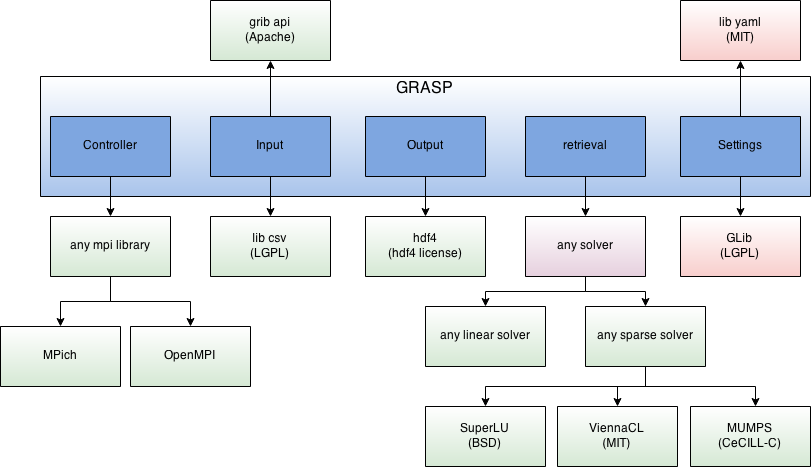 grib api
(Apache)
lib yaml
(MIT)
GRASP
Controller
Input
Output
retrieval
Settings
any mpi library
lib csv
(LGPL)
hdf4
(hdf4 license)
any solver
GLib
(LGPL)
MPich
OpenMPI
any linear solver
any sparse solver
SuperLU
(BSD)
ViennaCL
(MIT)
MUMPS
(CeCILL-C)